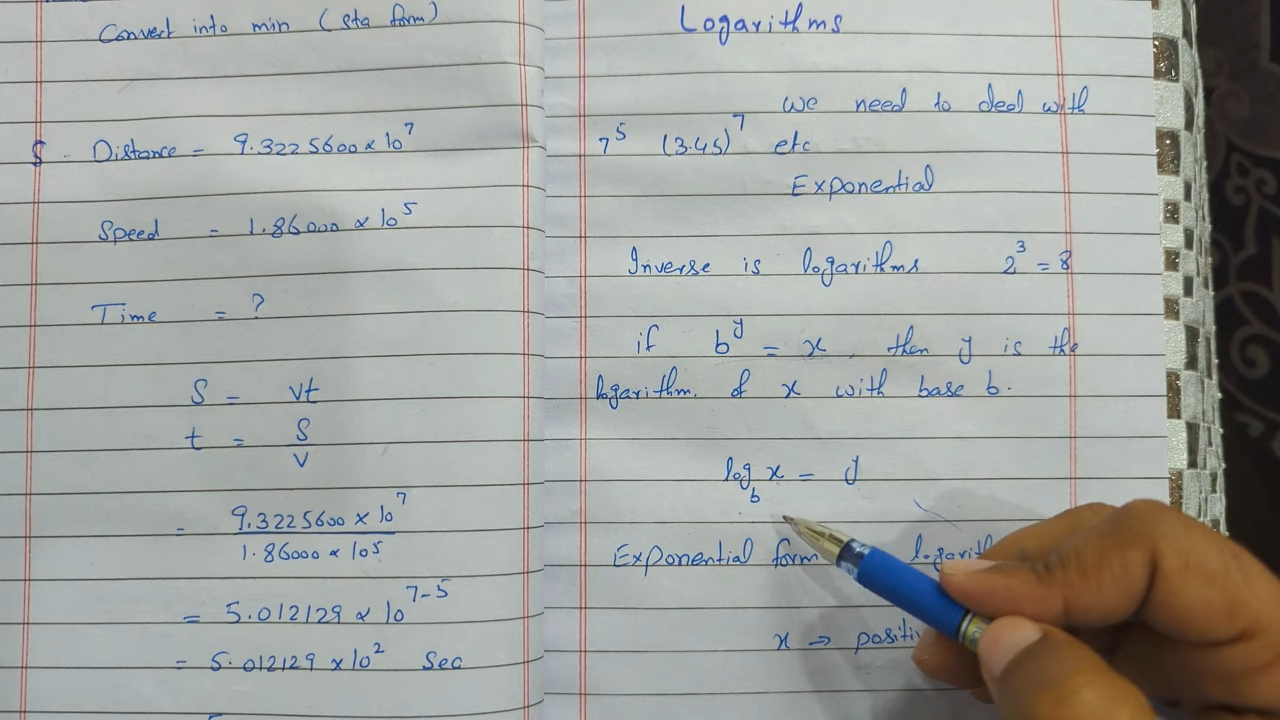 Convert into min (sta form)
S. Distance = 9.3225600 x 10^7
Speed = 1.86000 x 10^5
Time = ?
S = vt
t = S/V
= 9.3225600 x 10^7 / 1.86000 x 10^5
= 5.012129 x 10^7-5
= 5.012129 x 10^2 Sec
Logarithms
we need to deal with
7^5 (3.45)^7 etc
Exponential
Inverse is logarithms 2^3 = 8
if b^y = x, then y is the
logarithm. of x with base b.
log_b x = y
Exponential form
x →